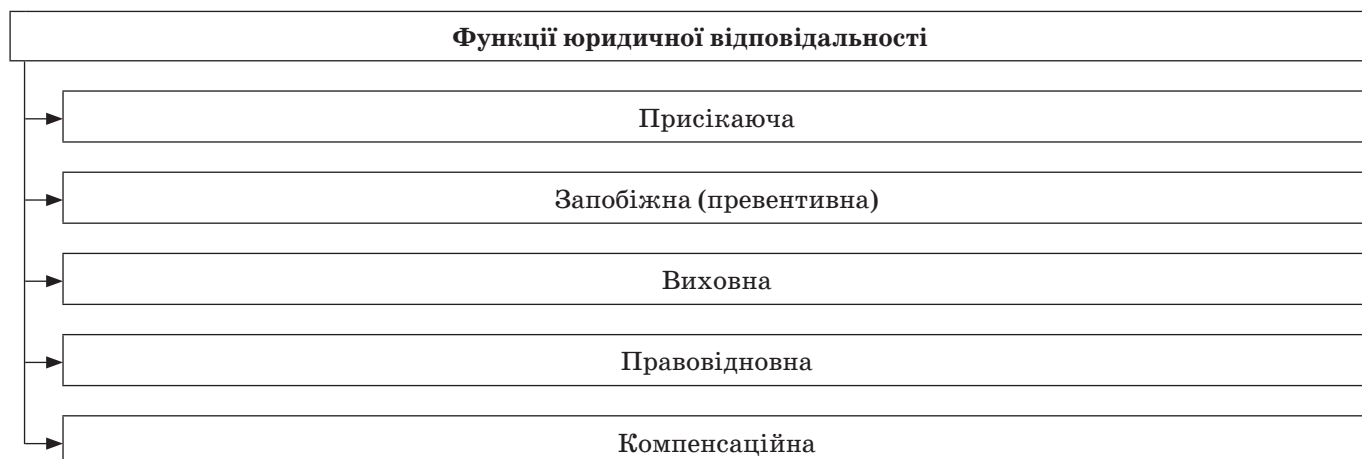 Функції юридичної відповідальності
Присікаюча
Запобіжна (превентивна)
Виховна
Правовідновна
Компенсаційна